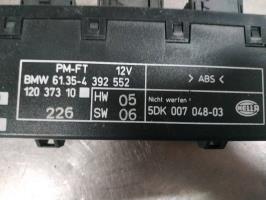 PM-FT 12V
BMW 61.35-4 392 552
> ABS <
120 373 10
HW 05
Nicht werfen!
226
SW 06
5DK 007 048-03
HELLA